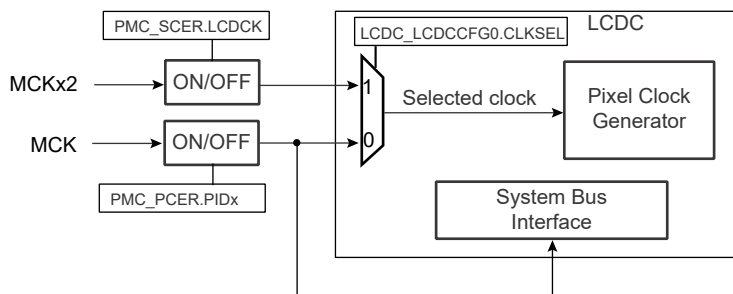 PMC_SCER.LCDCK
LCDC_LCDCCFG0.CLKSEL
LCDC
MCKx2
ON/OFF
1
Selected clock
Pixel Clock
Generator
MCK
ON/OFF
0
PMC_PCER.PIDx
System Bus
Interface